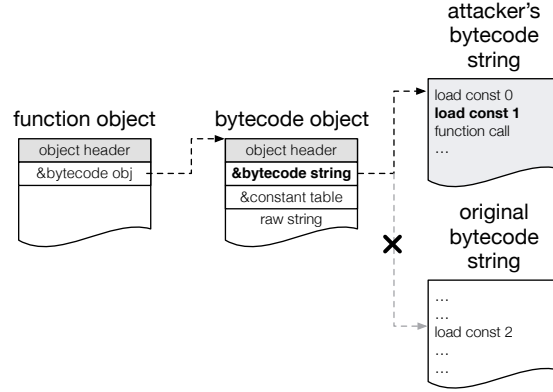 function object
object header
&bytecode obj
bytecode object
object header
&bytecode string
&constant table
raw string
attacker's
bytecode
string
load const 0
load const 1
function call
...
original
bytecode
string
...
...
load const 2
...
...